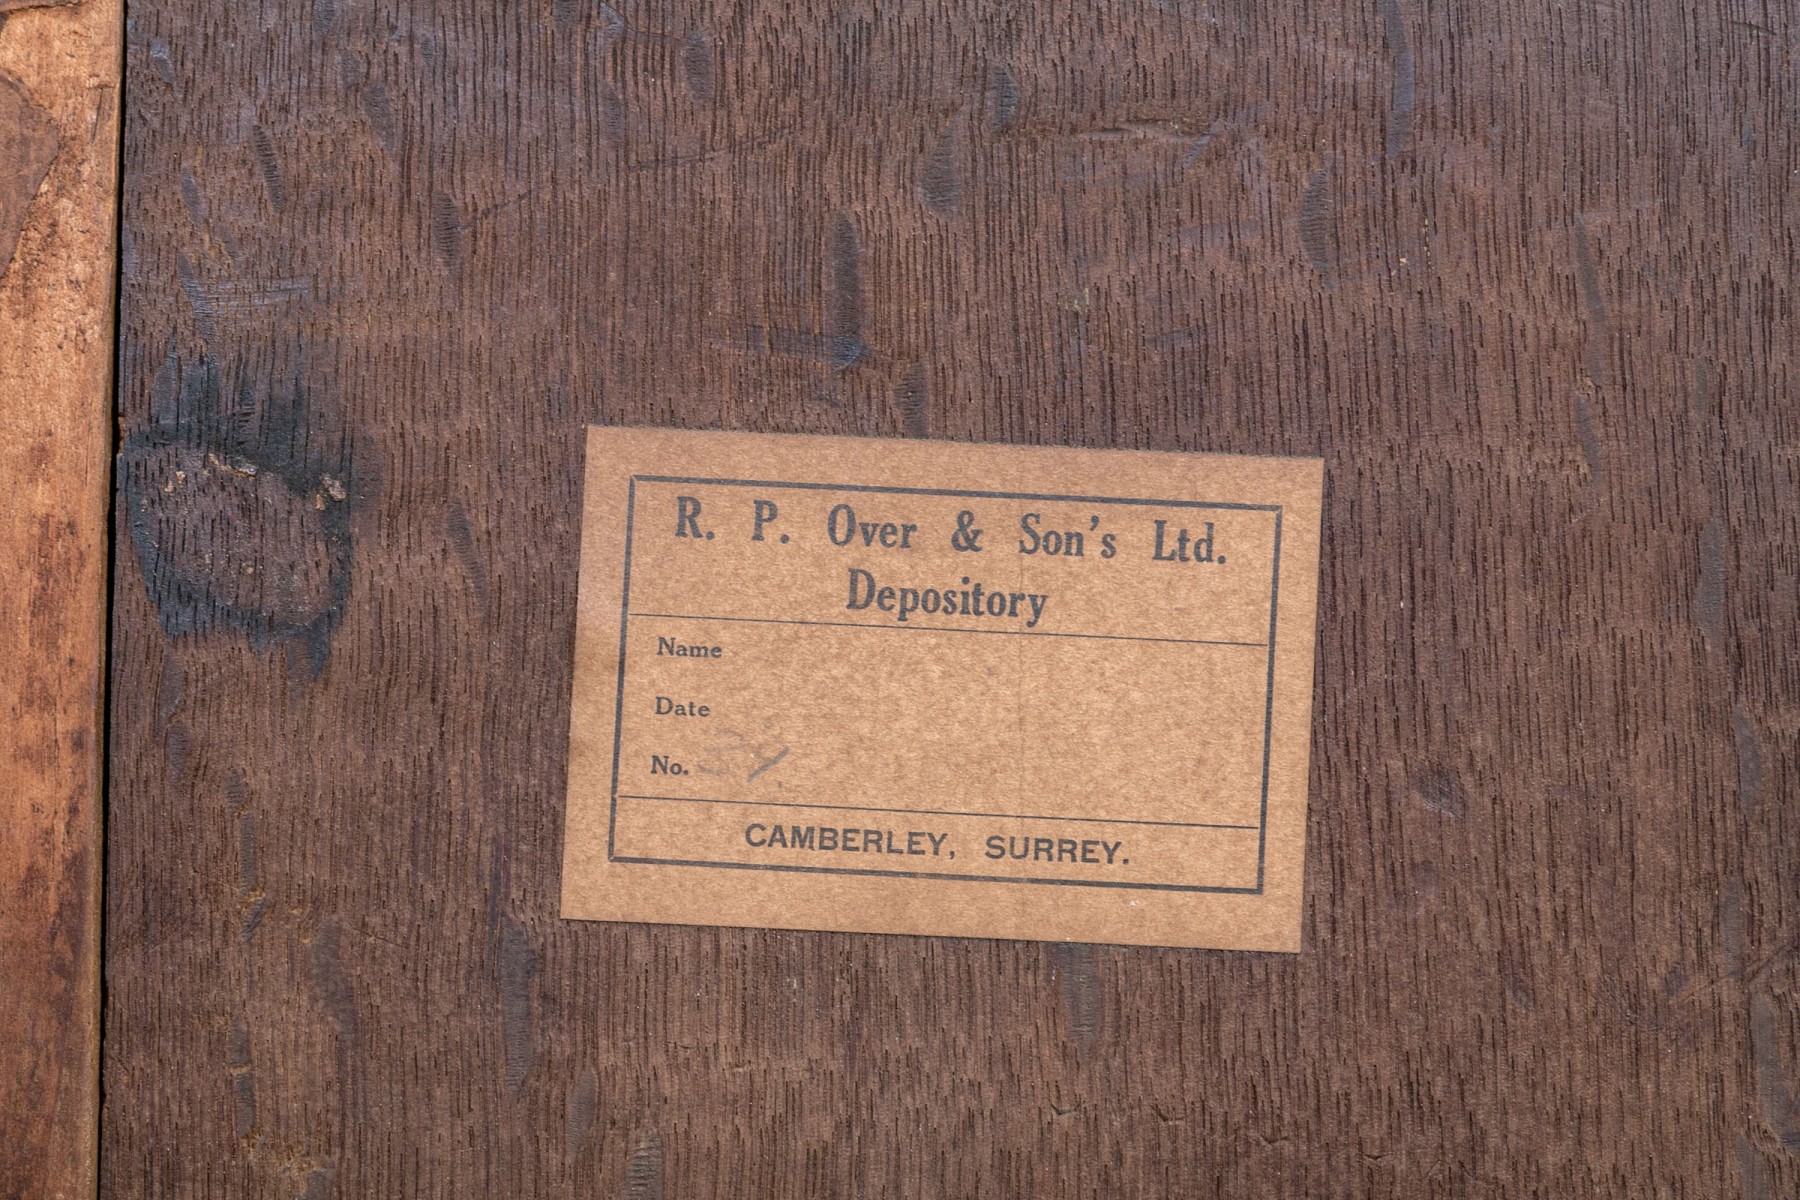 R. P. Over & Son's Ltd.
Depository
Name
Date
No.
CAMBERLEY, SURREY.